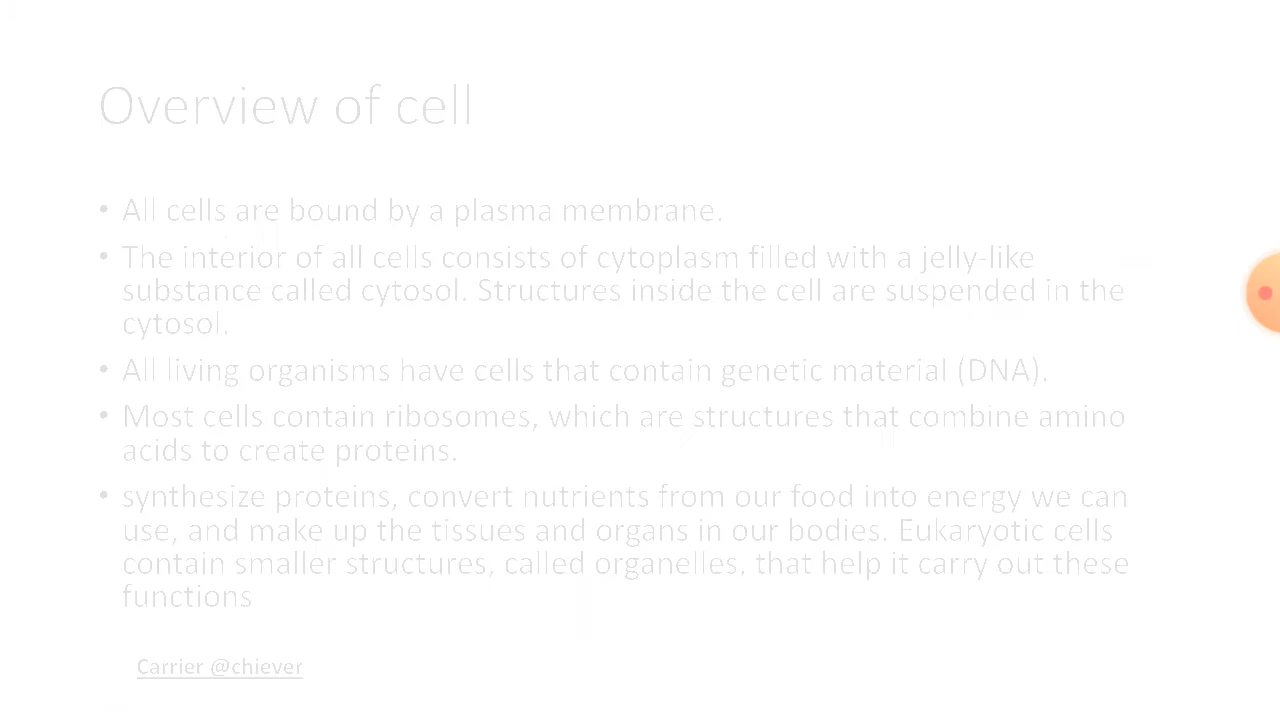 Overview of cell
• All cells are bound by a plasma membrane.
• The interior of all cells consists of cytoplasm filled with a jelly-like
substance called cytosol. Structures inside the cell are suspended in the
cytosol.
• All living organisms have cells that contain genetic material (DNA).
• Most cells contain ribosomes, which are structures that combine amino
acids to create proteins.
• synthesize proteins, convert nutrients from our food into energy we can
use, and make up the tissues and organs in our bodies. Eukaryotic cells
contain smaller structures, called organelles, that help it carry out these
functions
Carrier @chiever